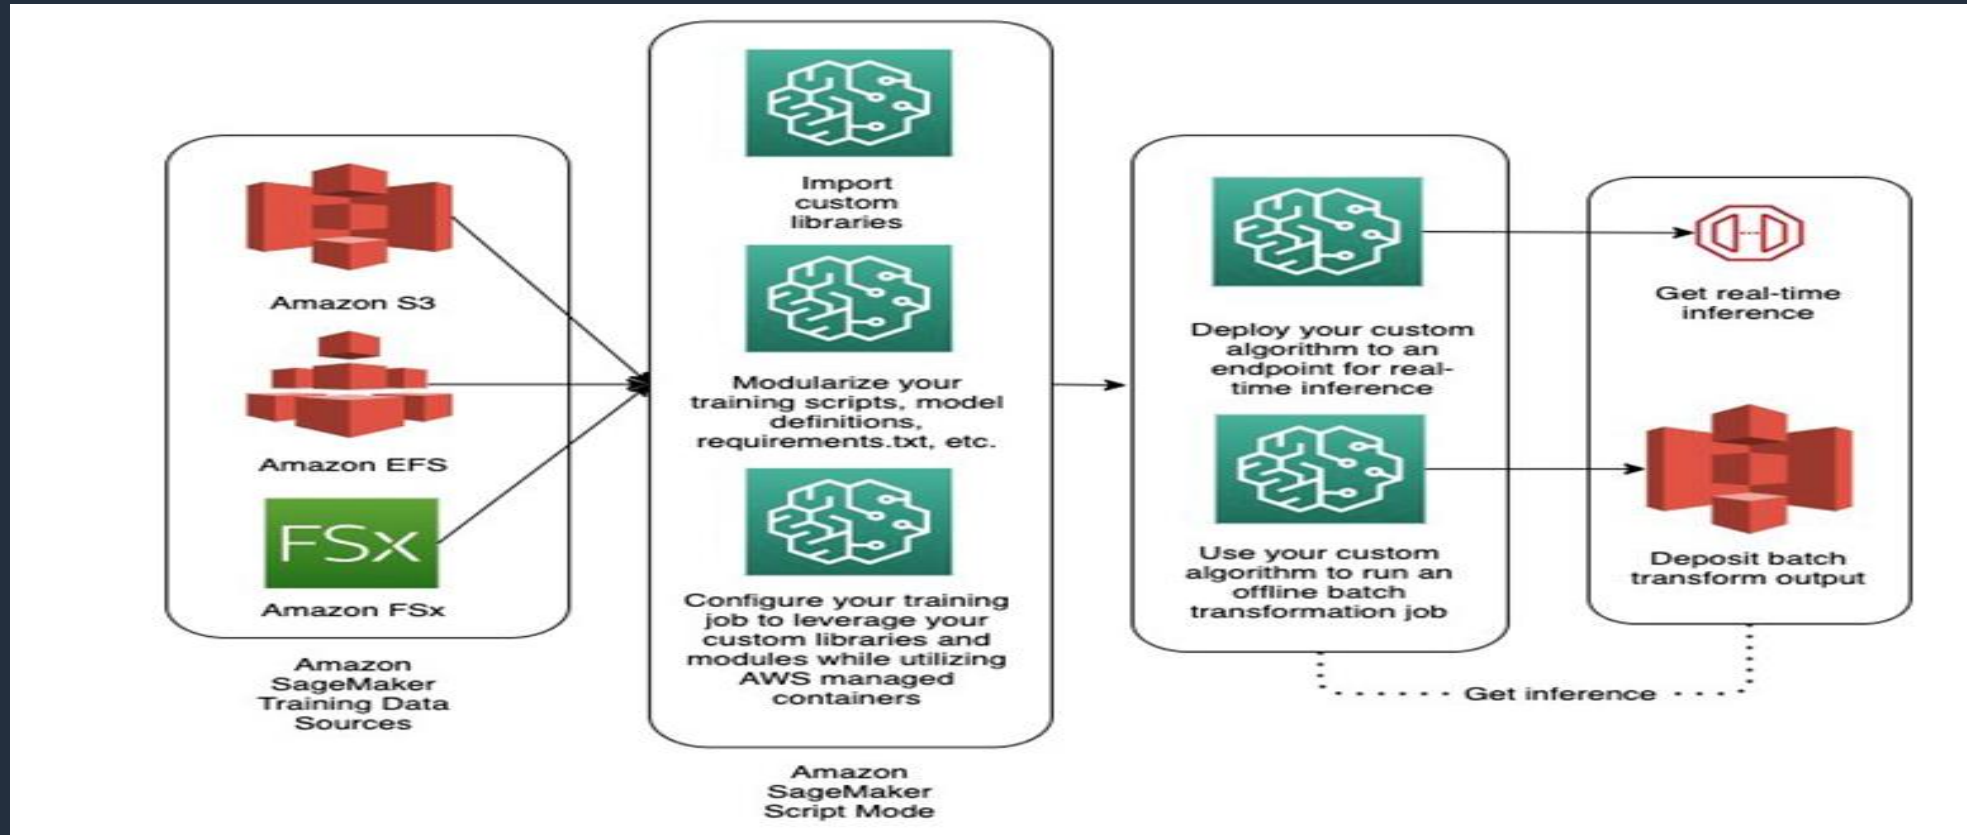 Amazon S3
Amazon EFS
FSx
Amazon FSx
Amazon
SageMaker
Training Data
Sources
Import
custom
libraries
Modularize your
training scripts, model
definitions,
requirements.txt, etc.
Configure your training
job to leverage your
custom libraries and
modules while utilizing
AWS managed
containers
Amazon
SageMaker
Script Mode
Deploy your custom
algorithm to an
endpoint for real-
time inference
Use your custom
algorithm to run an
offline batch
transformation job
Get real-time
inference
Deposit batch
transform output
Get inference